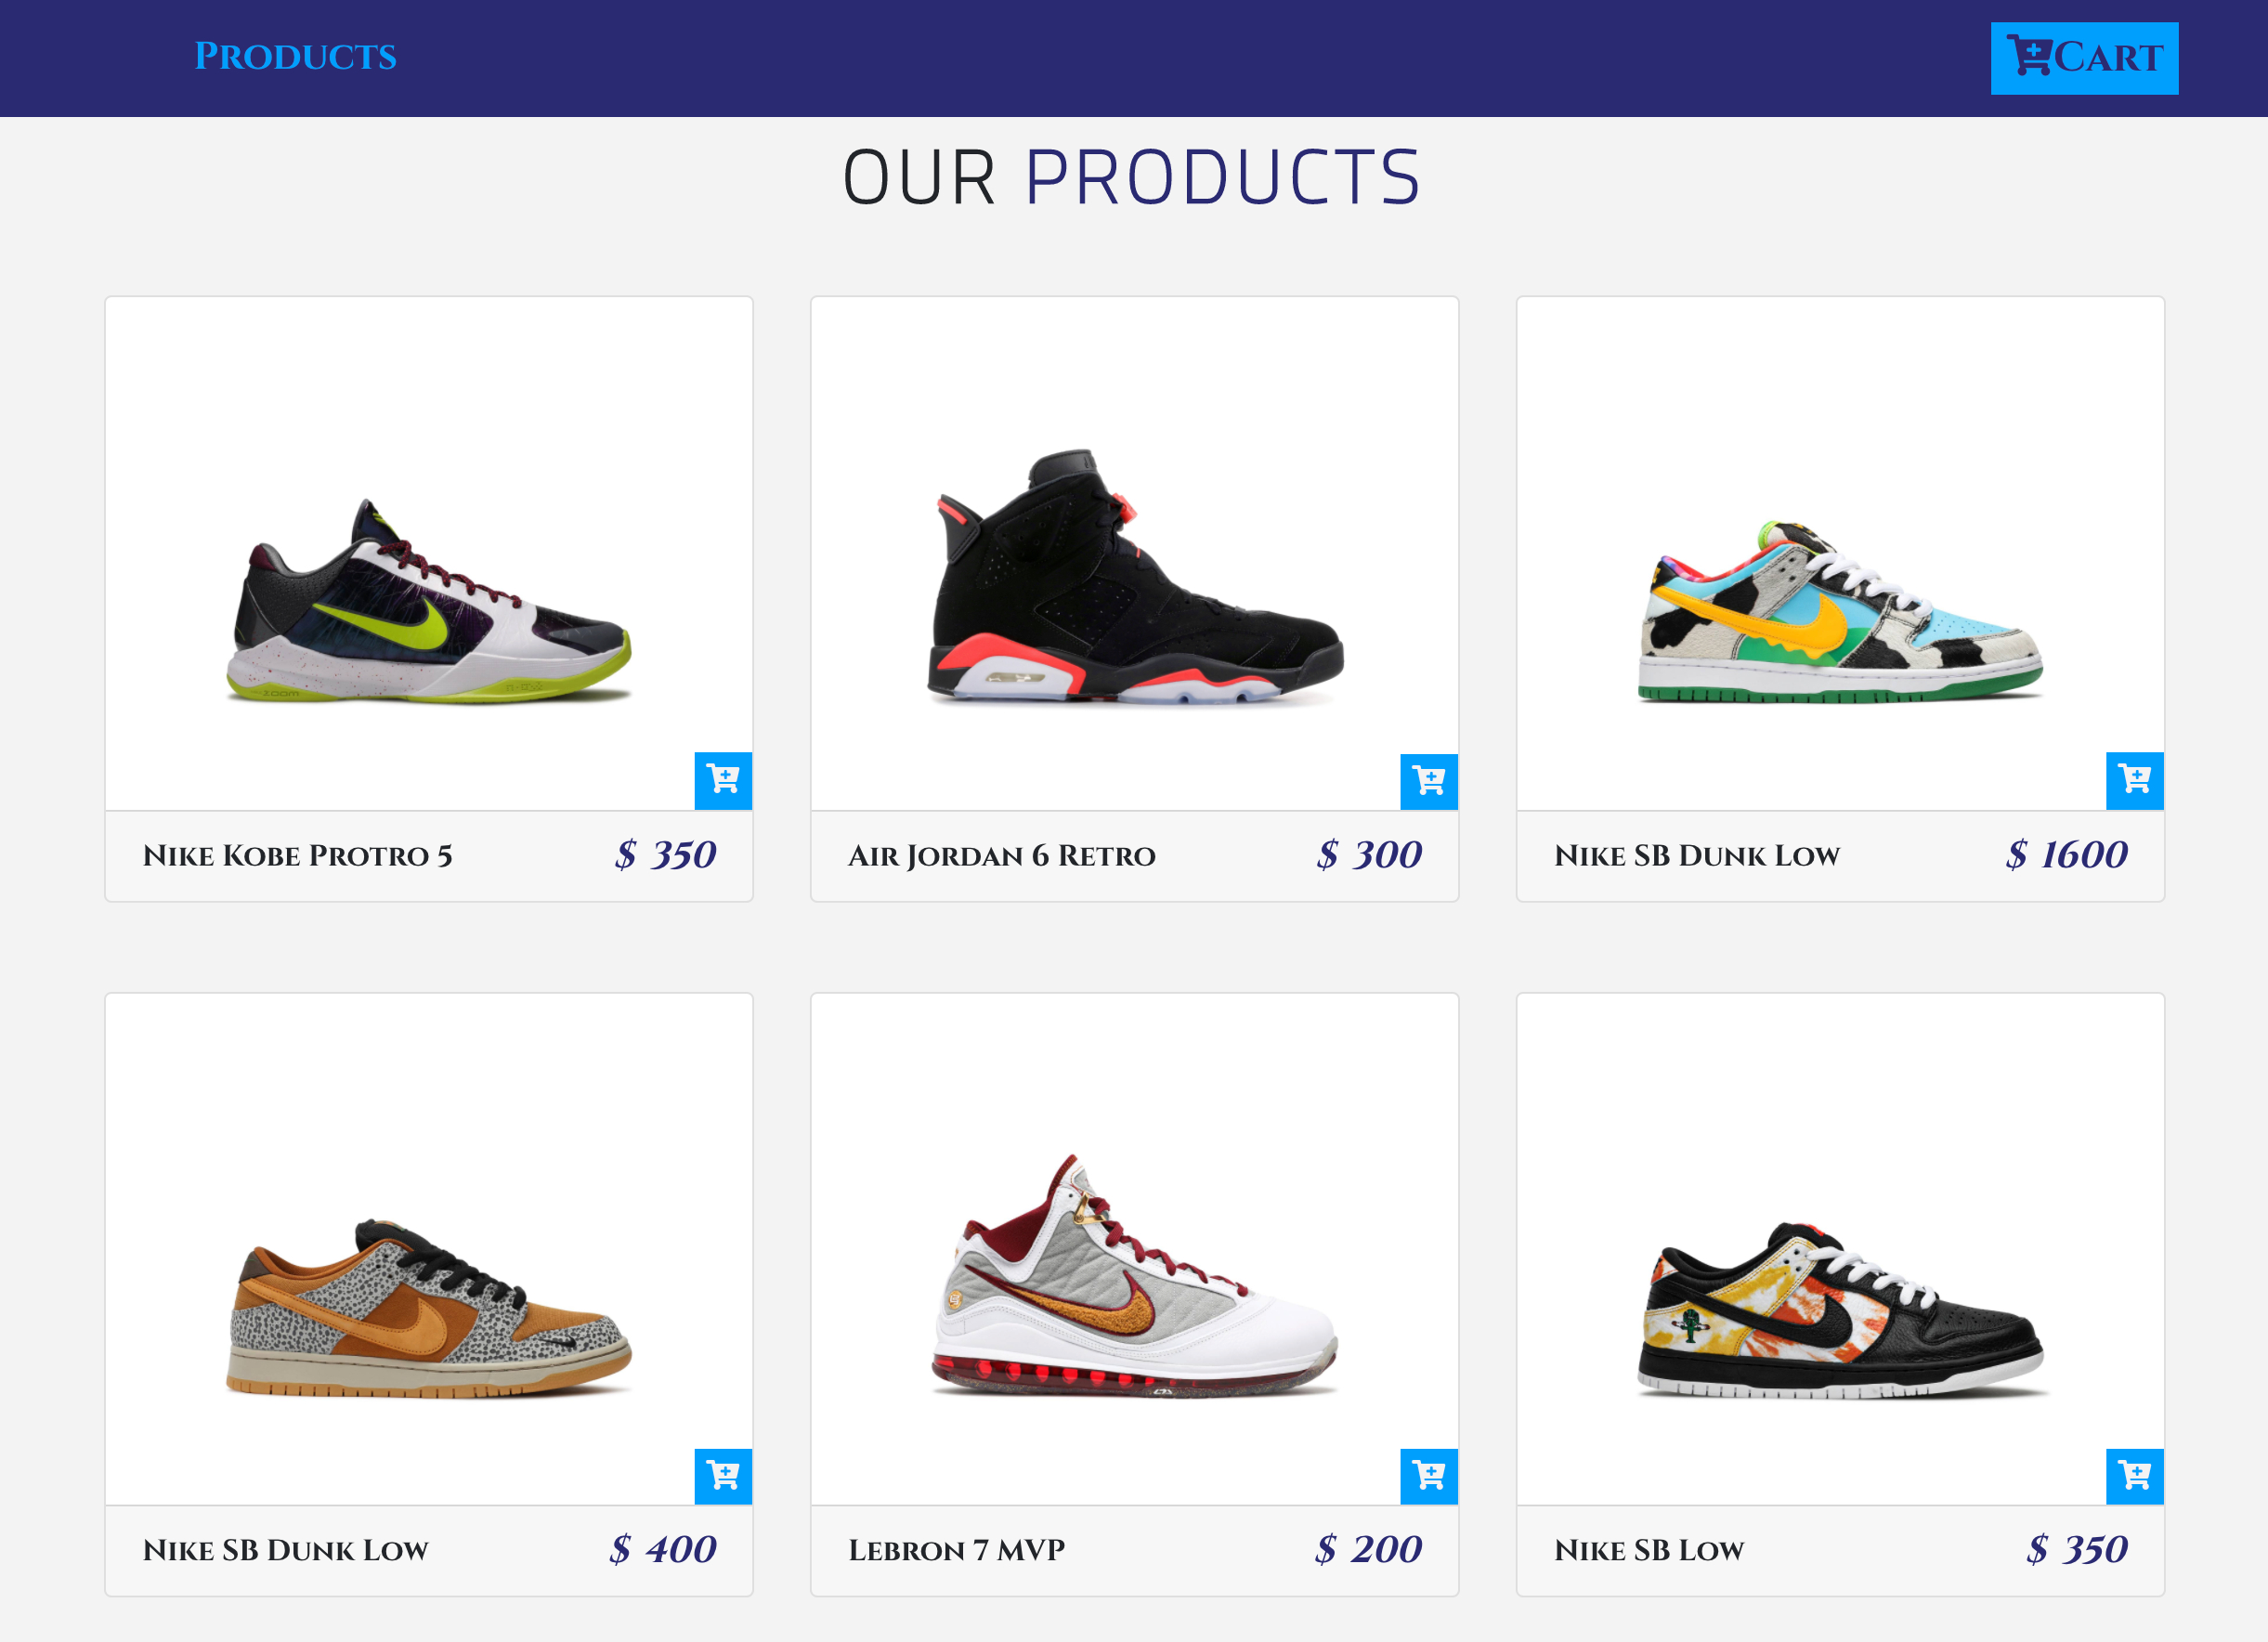 Products
Cart
OUR PRODUCTS
Nike Kobe Protro 5 $ 350
Air Jordan 6 Retro $ 300
Nike SB Dunk Low $ 1600
Nike SB Dunk Low $ 400
Lebron 7 MVP $ 200
Nike SB Low $ 350